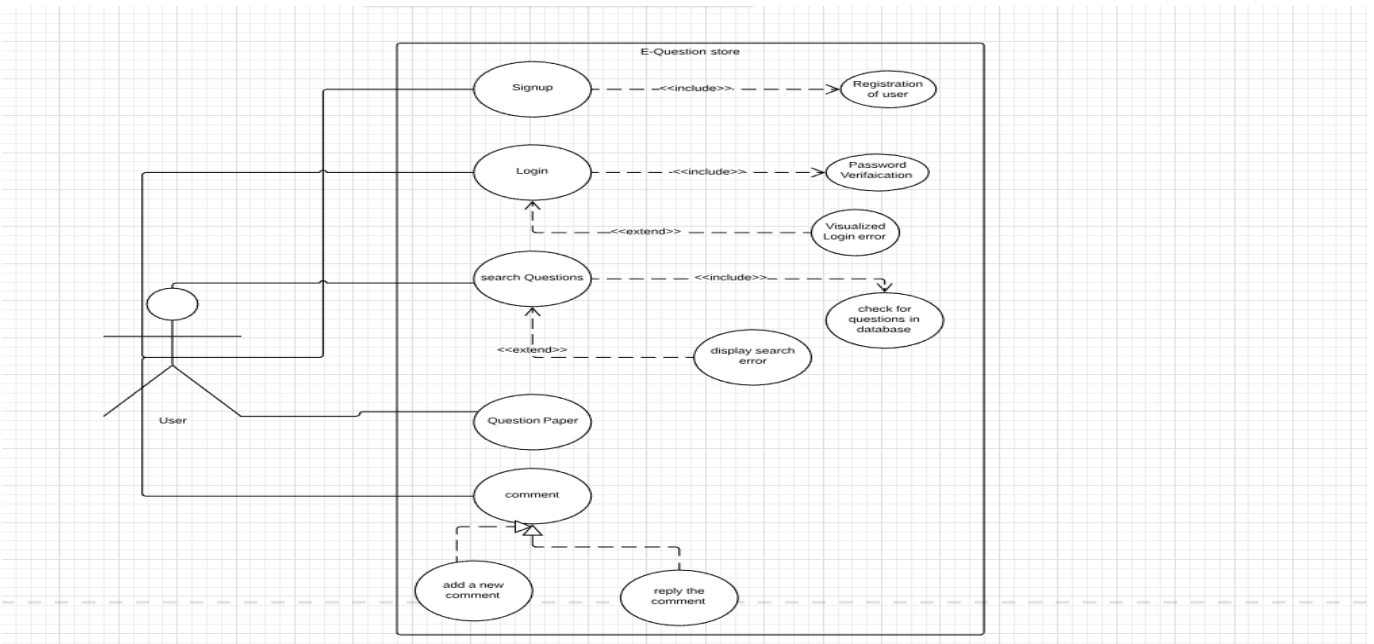 E-Question store
Signup
<<include>>
Registration
of user
Login
<<include>>
Password
Verifaication
<<extend>>
Visualized
Login error
search Questions
<<include>>
check for
questions in
database
<<extend>>
display search
error
User
Question Paper
comment
add a new
comment
reply the
comment